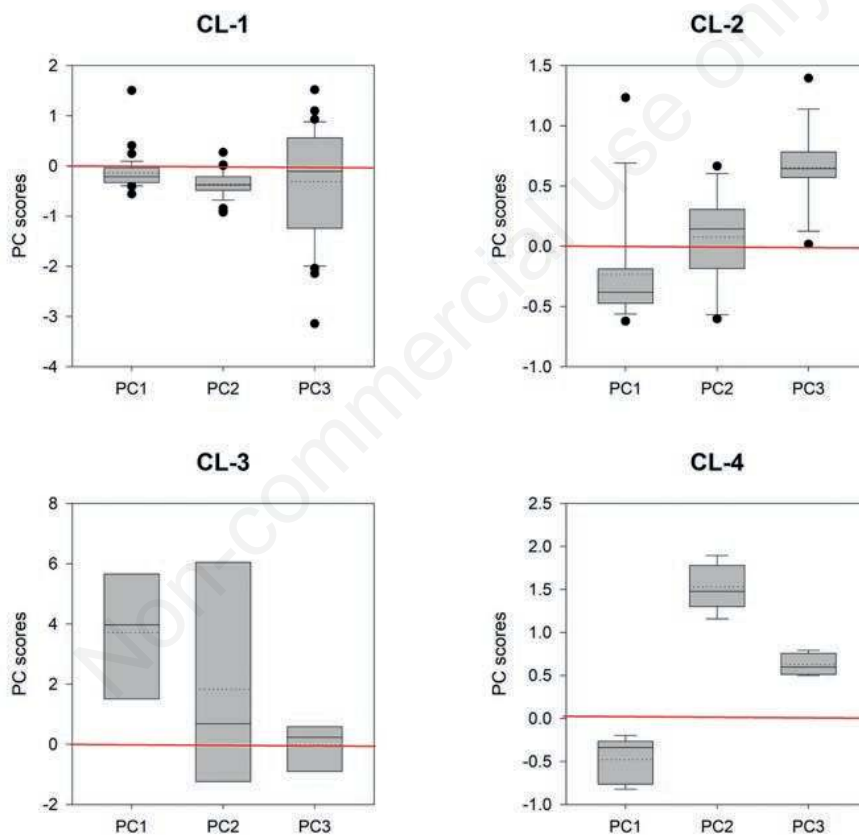 CL-1
CL-2
PC scores
2
1
0
-1
-2
-3
-4
PC1
PC2
PC3
PC scores
1.5
1.0
0.5
0.0
-0.5
-1.0
PC1
PC2
PC3
CL-3
CL-4
PC scores
8
6
4
2
0
-2
PC1
PC2
PC3
PC scores
2.5
2.0
1.5
1.0
0.5
0.0
-0.5
-1.0
PC1
PC2
PC3
Non-commercial use only